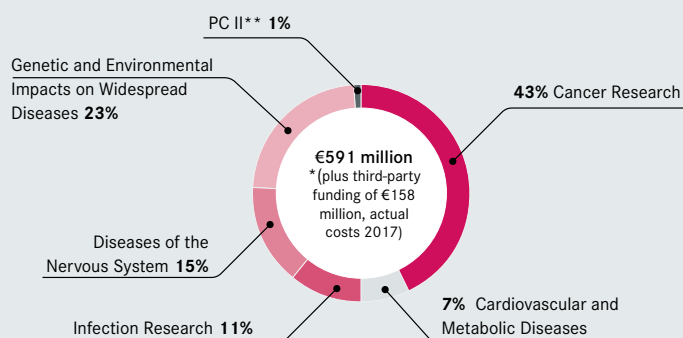 PC II** 1%
Genetic and Environmental
Impacts on Widespread
Diseases 23%
43% Cancer Research
€591 million
*(plus third-party
funding of €158
million, actual
costs 2017)
Diseases of the
Nervous System 15%
Infection Research 11%
7% Cardiovascular and
Metabolic Diseases